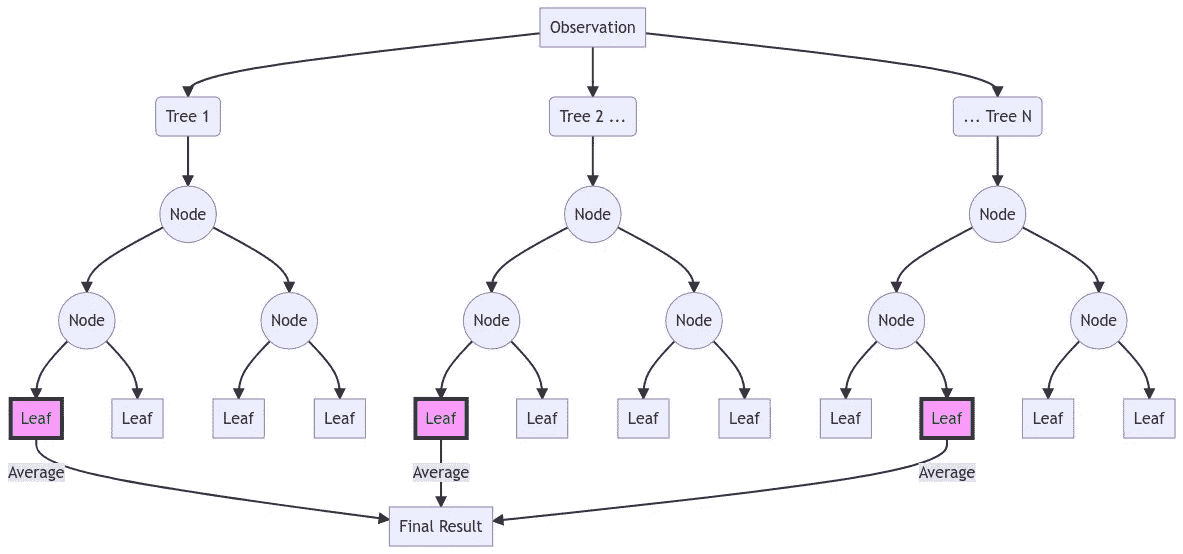 Observation
Tree 1
Tree 2 ...
... Tree N
Node
Node
Node
Node
Node
Node
Node
Node
Node
Leaf
Leaf
Leaf
Leaf
Leaf
Leaf
Leaf
Leaf
Leaf
Leaf
Leaf
Leaf
Average
Average
Average
Final Result